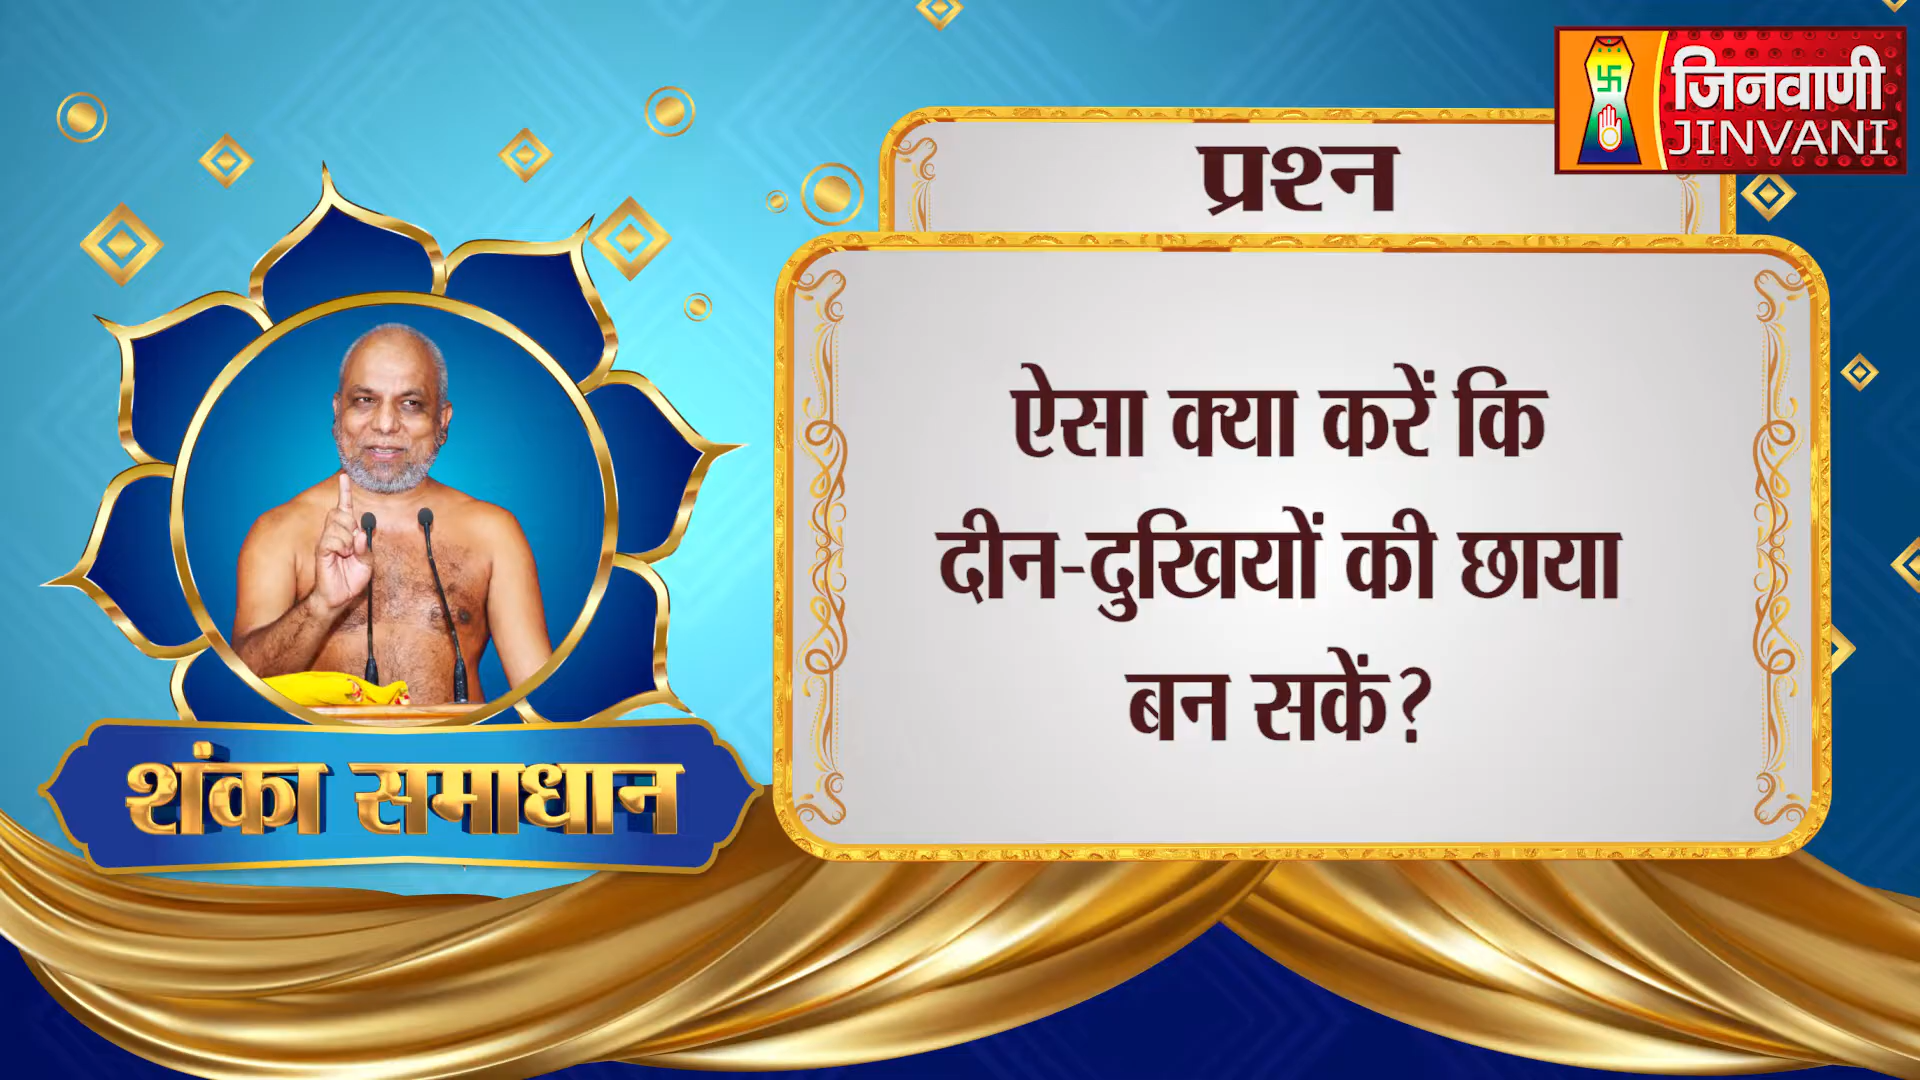 जिनवाणी
JINVANI
प्रश्न
ऐसा क्या करें कि
दीन-दुखियों की छाया
बन सकें?
शंका समाधान